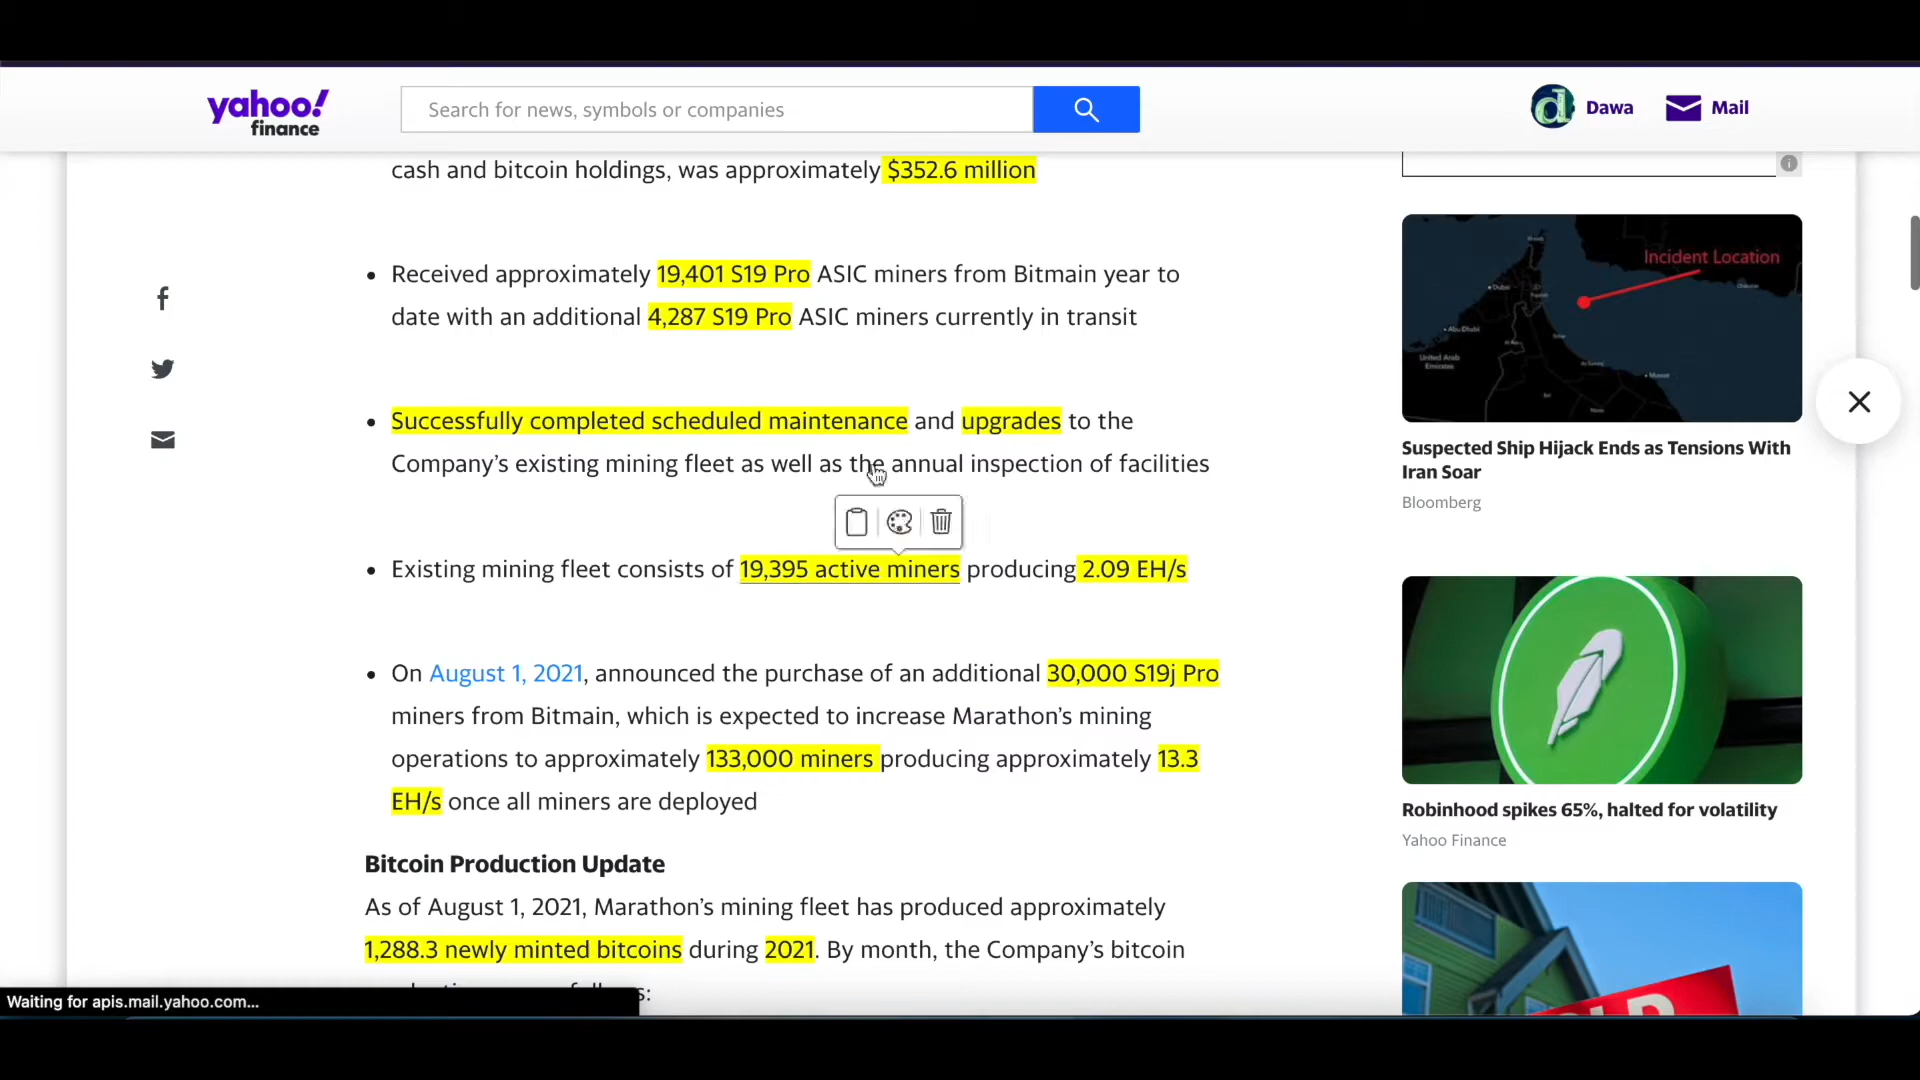 yahoo!
finance
Search for news, symbols or companies
Dawa
Mail
cash and bitcoin holdings, was approximately $352.6 million
• Received approximately 19,401 S19 Pro ASIC miners from Bitmain year to
date with an additional 4,287 S19 Pro ASIC miners currently in transit
• Successfully completed scheduled maintenance and upgrades to the
Company’s existing mining fleet as well as the annual inspection of facilities
• Existing mining fleet consists of 19,395 active miners producing 2.09 EH/s
• On August 1, 2021, announced the purchase of an additional 30,000 S19j Pro
miners from Bitmain, which is expected to increase Marathon’s mining
operations to approximately 133,000 miners producing approximately 13.3
EH/s once all miners are deployed
Bitcoin Production Update
As of August 1, 2021, Marathon’s mining fleet has produced approximately
1,288.3 newly minted bitcoins during 2021. By month, the Company’s bitcoin
Waiting for apis.mail.yahoo.com...
Incident Location
Dubai
Abu Dhabi
United Arab
Emirates
Muscat
Suspected Ship Hijack Ends as Tensions With
Iran Soar
Bloomberg
Robinhood spikes 65%, halted for volatility
Yahoo Finance